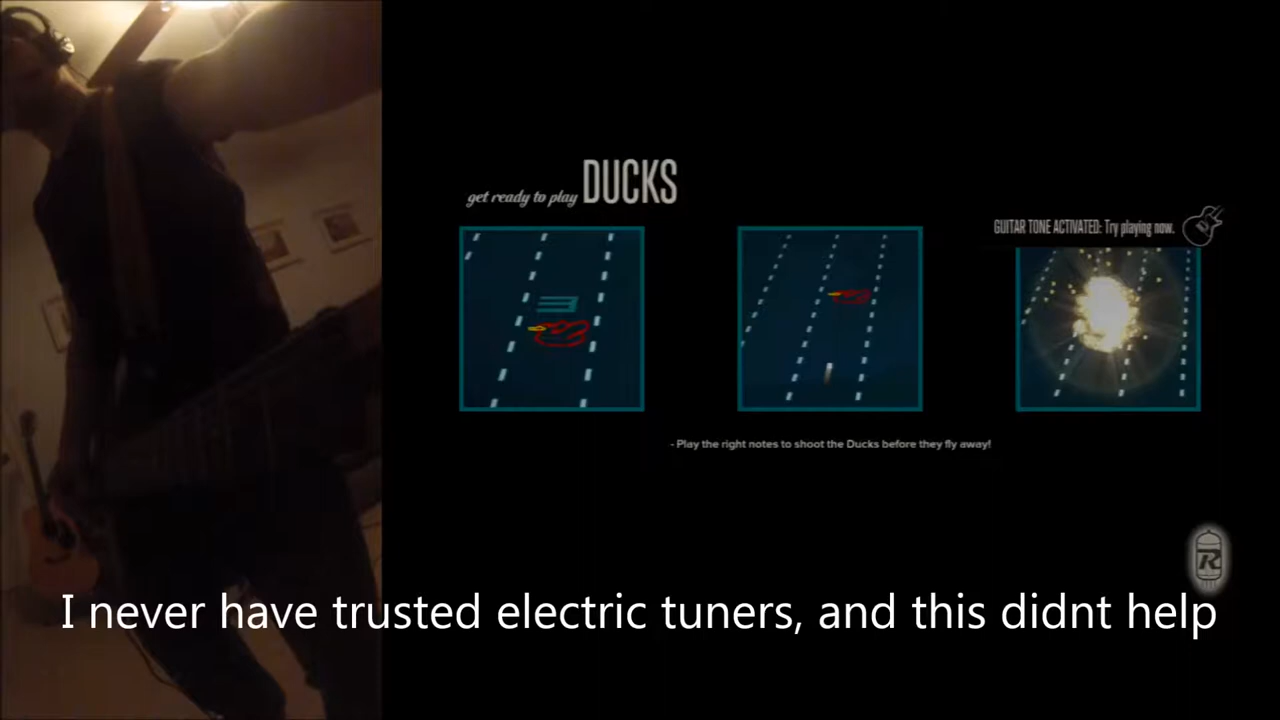 get ready to play DUCKS
GUITAR TONE ACTIVATED: Try playing now.
- Play the right notes to shoot the Ducks before they fly away!
R
I never have trusted electric tuners, and this didnt help